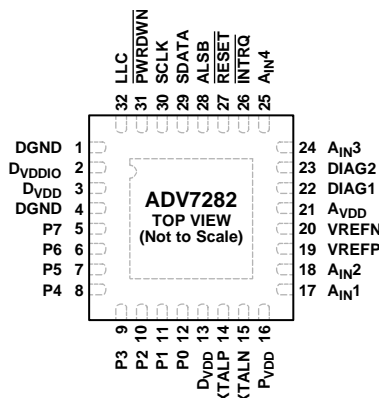 LLC
PWRDWN
SCLK
SDATA
ALSB
RESET
INTRQ
AIN4
32
31
30
29
28
27
26
25
DGND 1
DVDDIO 2
DVDD 3
DGND 4
P7 5
P6 6
P5 7
P4 8
ADV7282
TOP VIEW
(Not to Scale)
24 AIN3
23 DIAG2
22 DIAG1
21 AVDD
20 VREFN
19 VREFP
18 AIN2
17 AIN1
9
10
11
12
13
14
15
16
P3
P2
P1
P0
DVDD
XTALP
XTALN
PVDD